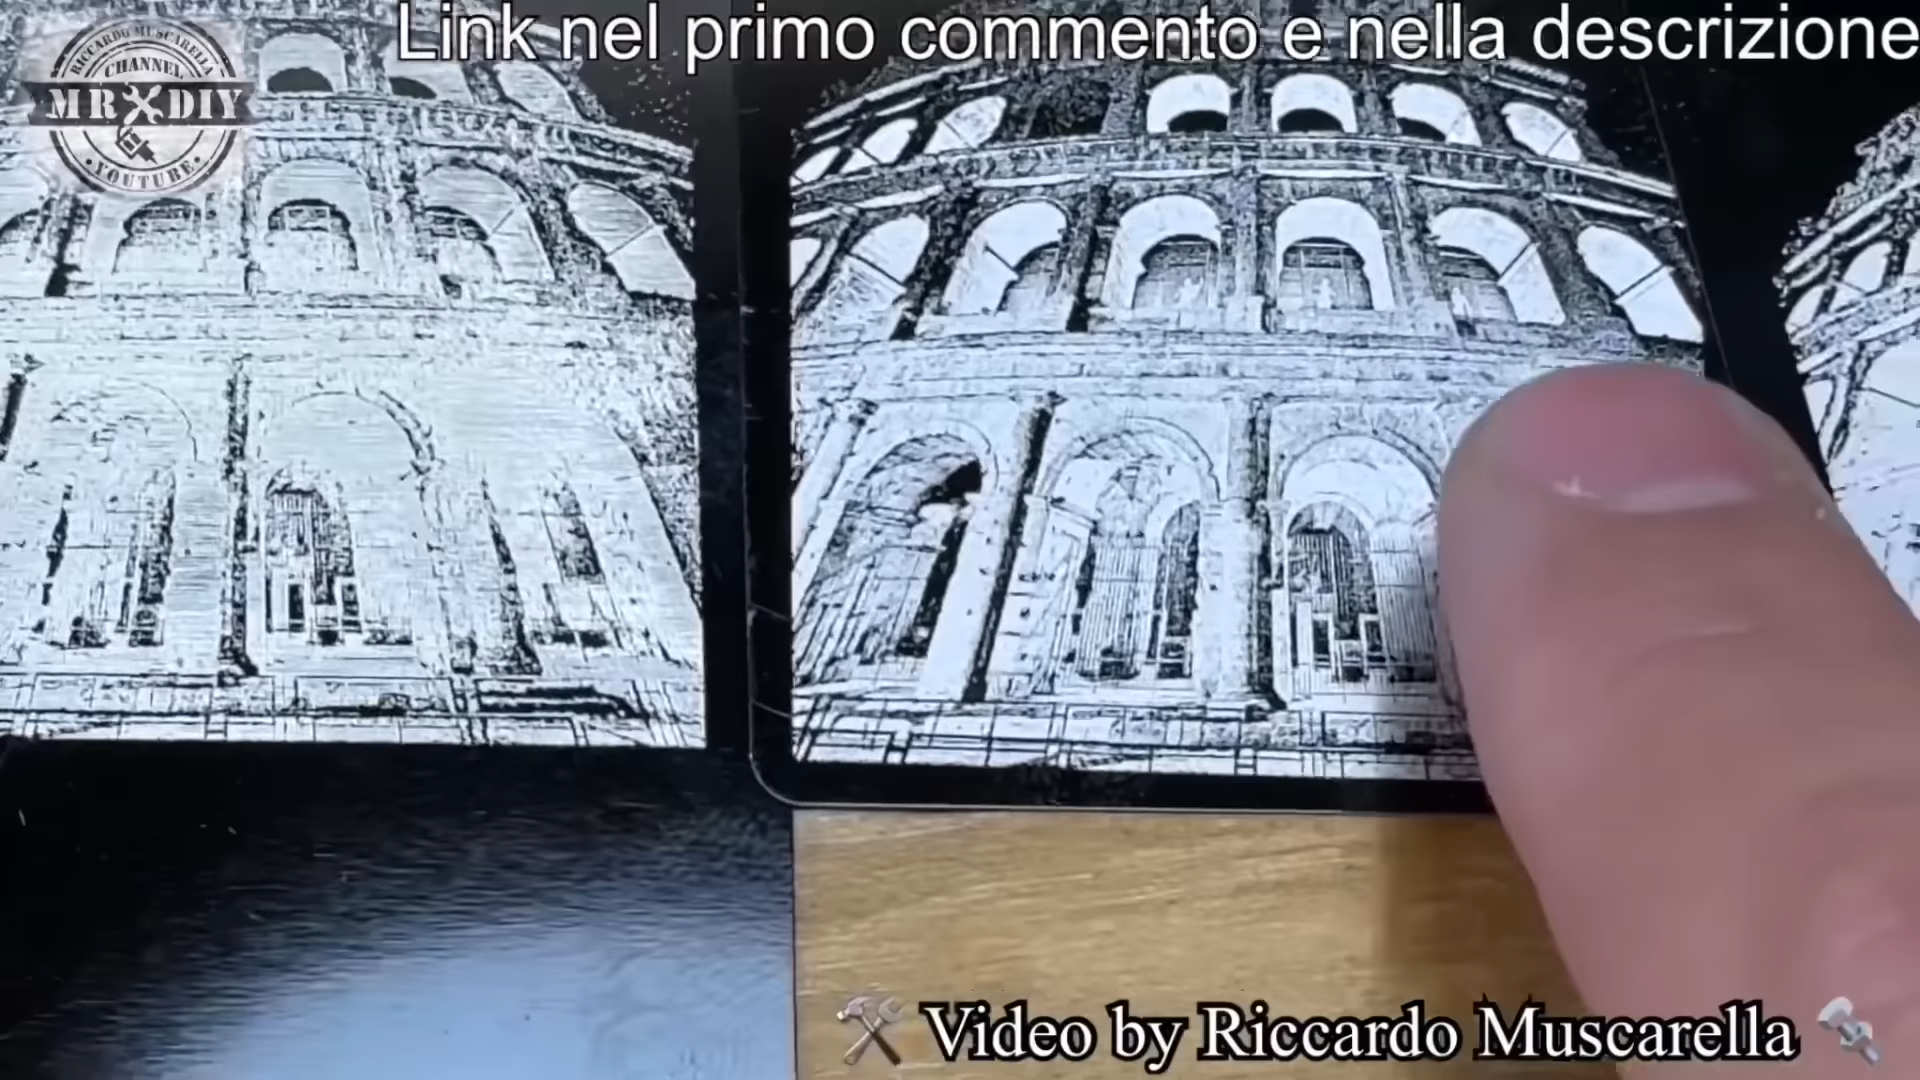 Link nel primo commento e nella descrizione
RICCARDO MUSCARELLA
CHANNEL
MR DIY
YOUTUBE
Video by Riccardo Muscarella